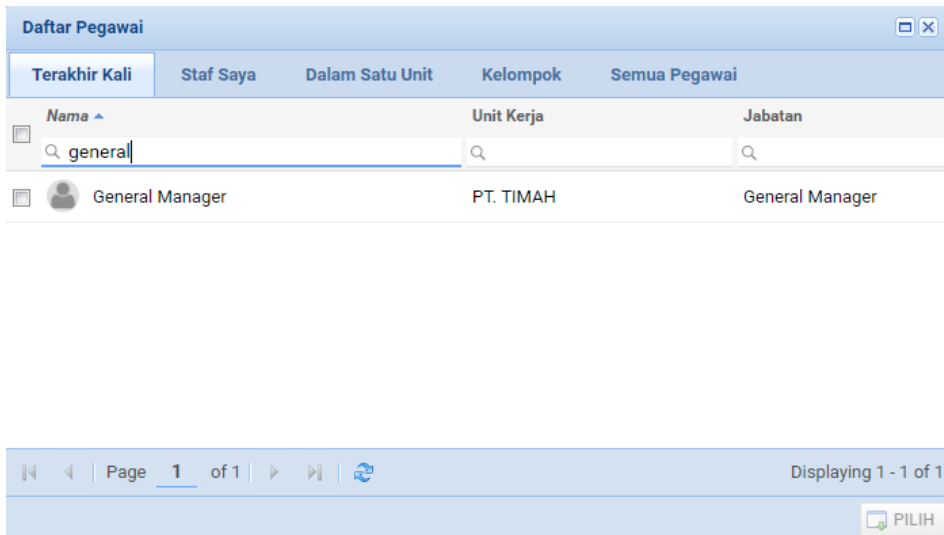 Daftar Pegawai
Terakhir Kali Staf Saya Dalam Satu Unit Kelompok Semua Pegawai
Nama Unit Kerja Jabatan
general
General Manager PT. TIMAH General Manager
Page 1 of 1 Displaying 1 - 1 of 1
PILIH